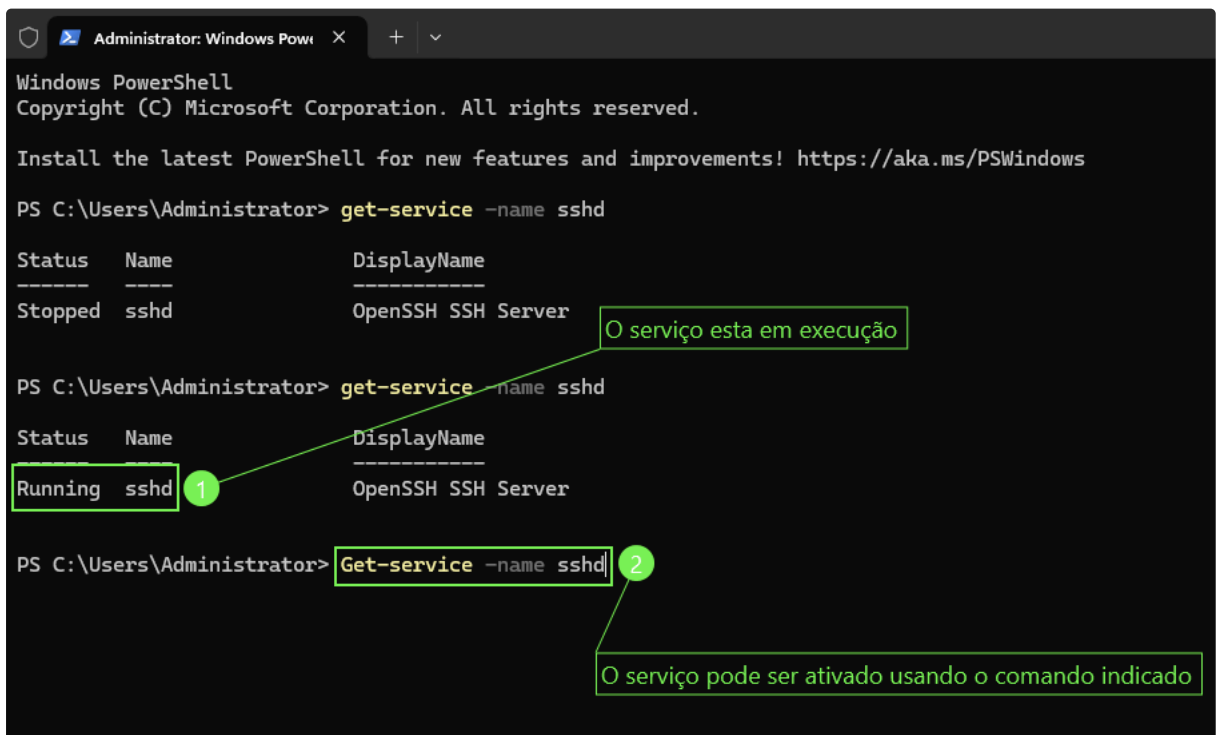 Administrator: Windows Powe
Windows PowerShell
Copyright (C) Microsoft Corporation. All rights reserved.
Install the latest PowerShell for new features and improvements! https://aka.ms/PSWindows
PS C:\Users\Administrator> get-service -name sshd
Status Name DisplayName
------ ---- -----------
Stopped sshd OpenSSH SSH Server
O serviço esta em execução
PS C:\Users\Administrator> get-service -name sshd
Status Name DisplayName
------ ---- -----------
Running sshd 1 OpenSSH SSH Server
PS C:\Users\Administrator> Get-service -name sshd 2
O serviço pode ser ativado usando o comando indicado